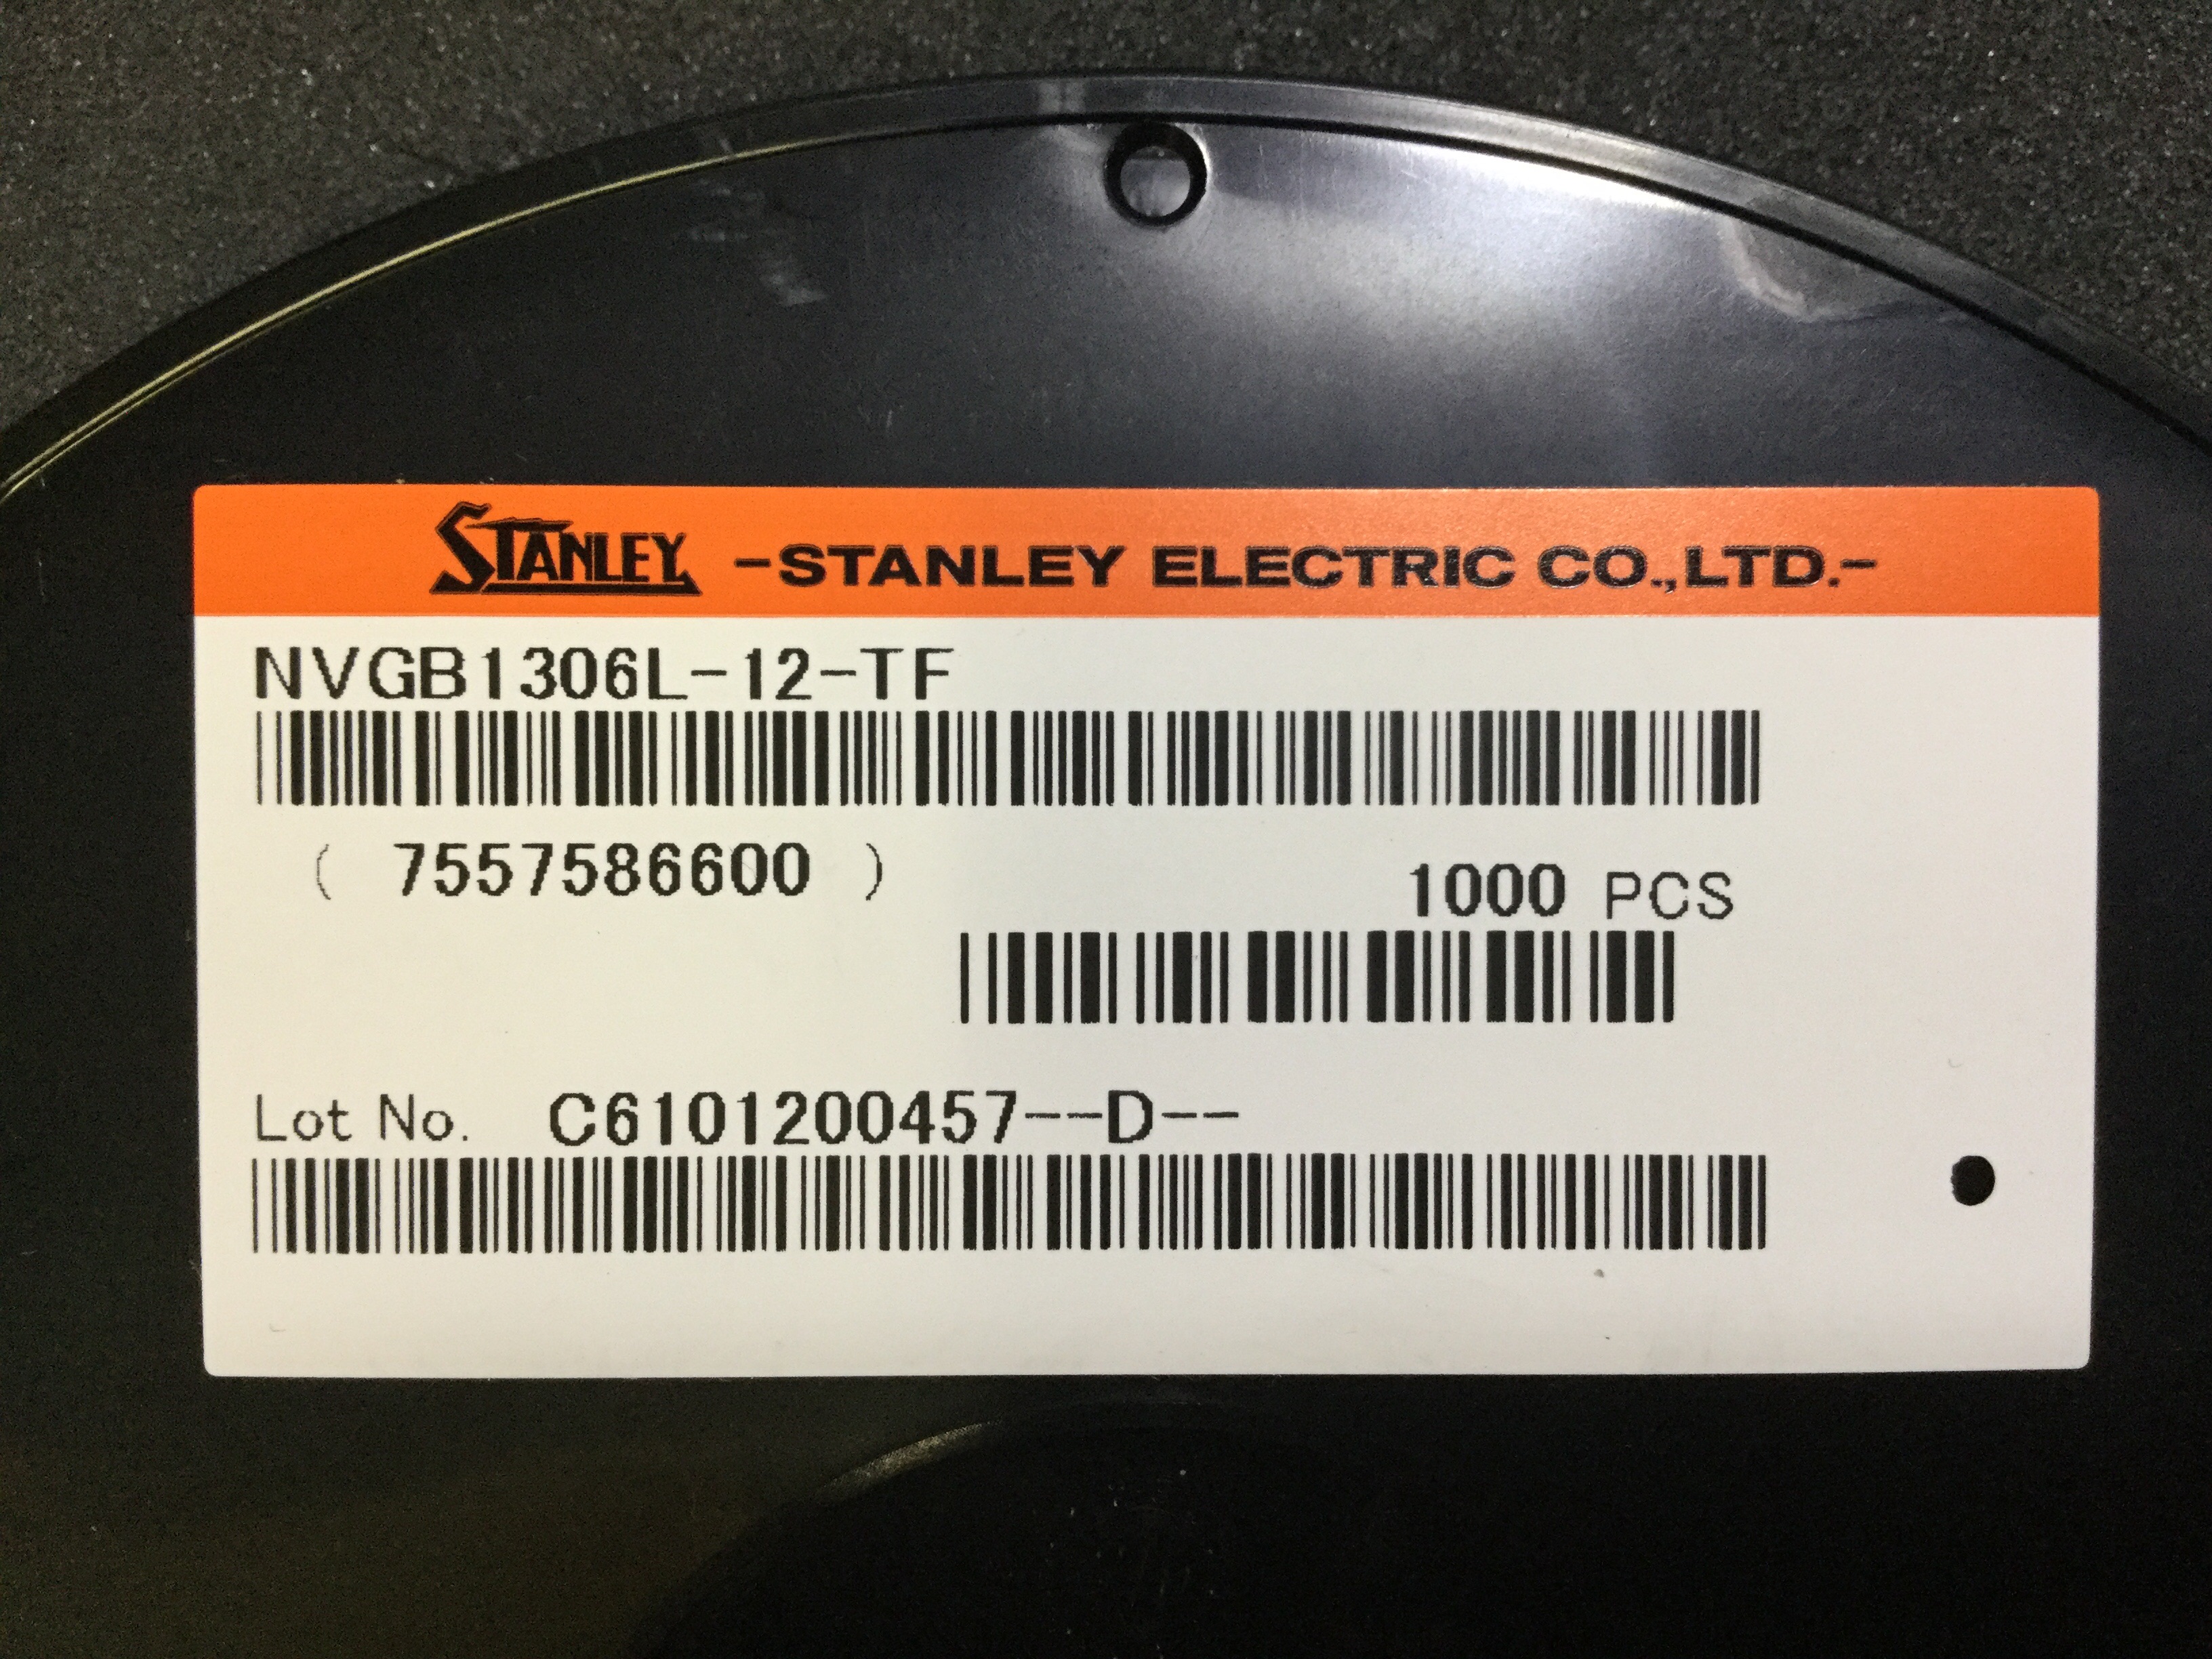 STANLEY -STANLEY ELECTRIC CO.,LTD.-
NVGB1306L-12-TF
( 7557586600 )
1000 PCS
Lot No. C6101200457--D--